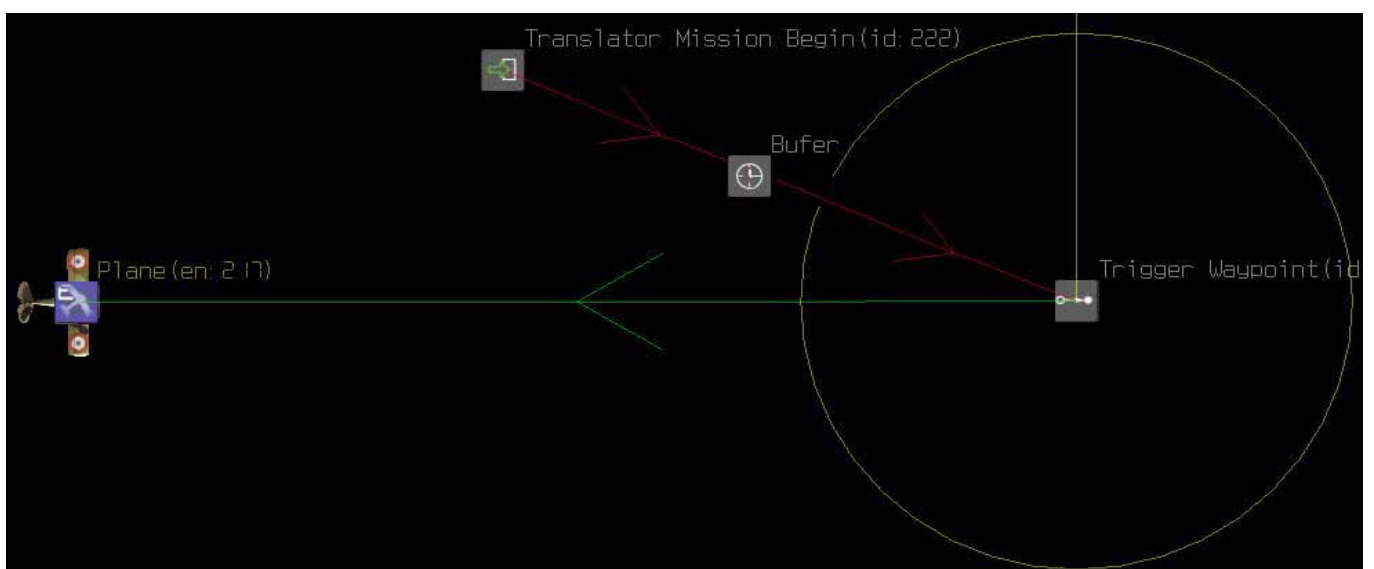 Translator Mission Begin(id: 222)
Bufer
Plane(en: 217)
E
Trigger Waypoint(id